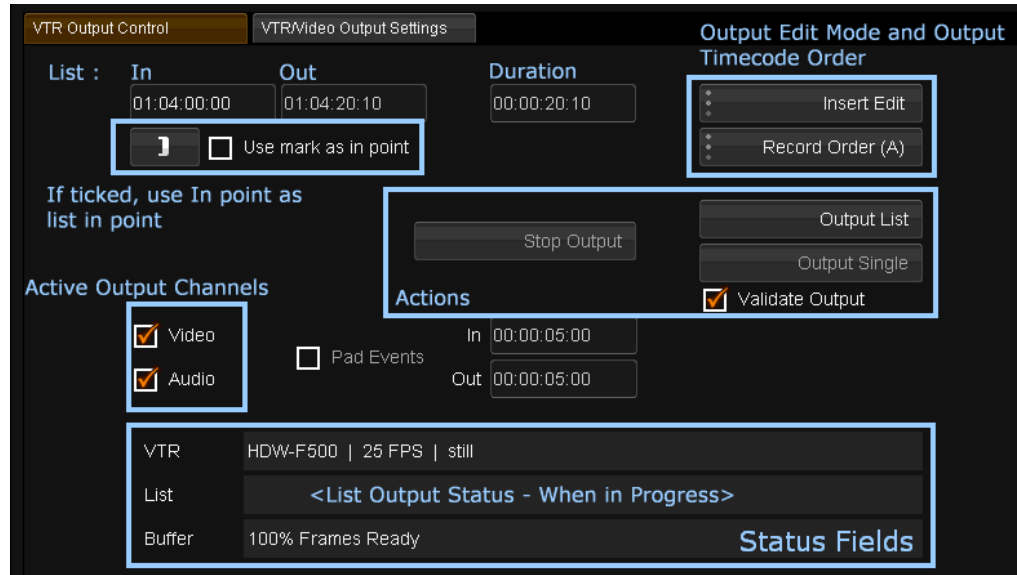 VTR Output Control
VTR/Video Output Settings
Output Edit Mode and Output
Timecode Order
List :
In
Out
Duration
01:04:00:00
01:04:20:10
00:00:20:10
Insert Edit
Use mark as in point
Record Order (A)
If ticked, use In point as
list in point
Output List
Stop Output
Output Single
Active Output Channels
Actions
Validate Output
Video
In
00:00:05:00
Pad Events
Audio
Out
00:00:05:00
VTR
HDW-F500 | 25 FPS | still
List
<List Output Status - When in Progress>
Buffer
100% Frames Ready
Status Fields